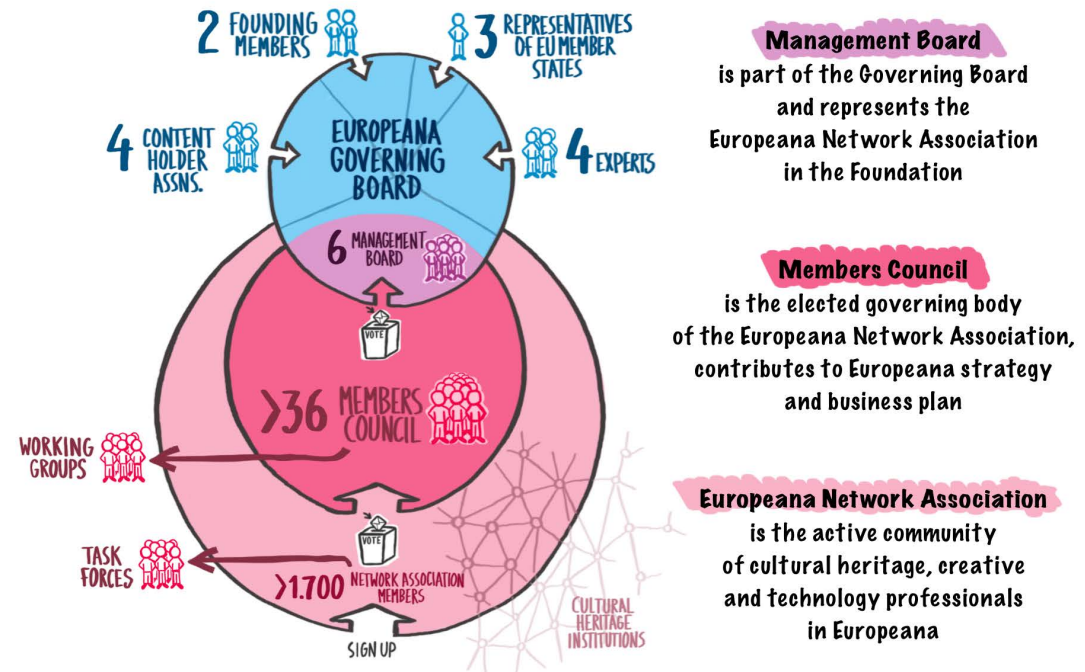 2 FOUNDING
MEMBERS
3 REPRESENTATIVES
OF EU MEMBER
STATES
4 CONTENT
HOLDER
ASSNS.
EUROPEANA
GOVERNING
BOARD
4 EXPERTS
6 MANAGEMENT
BOARD
VOTE
>36 MEMBERS
COUNCIL
WORKING
GROUPS
VOTE
TASK
FORCES
>1.700 NETWORK ASSOCIATION
MEMBERS
CULTURAL
HERITAGE
INSTITUTIONS
SIGN UP
Management Board
is part of the Governing Board
and represents the
Europeana Network Association
in the Foundation
Members Council
is the elected governing body
of the Europeana Network Association,
contributes to Europeana strategy
and business plan
Europeana Network Association
is the active community
of cultural heritage, creative
and technology professionals
in Europeana